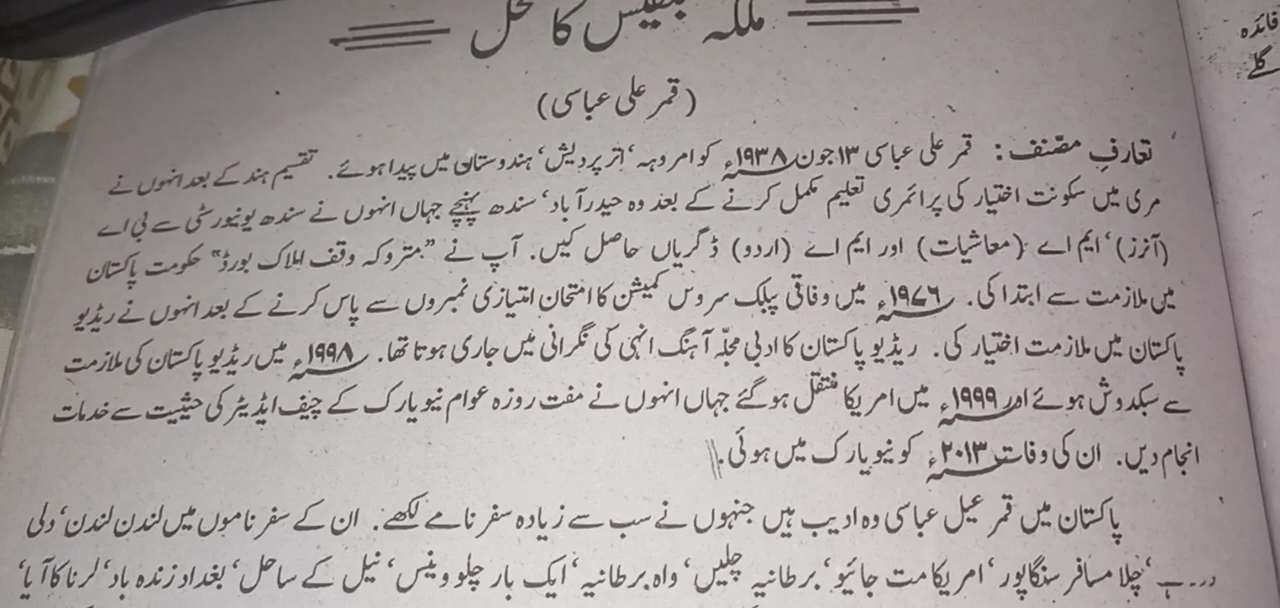 ملکہ بلقیس کا محل
(قمر علی عباسی)
تعارفِ مصنف: قمر علی عباسی ۱۳ جون ۱۹۳۸ء کو امروہہ‘ اتر پردیش‘ ہندوستان میں پیدا ہوئے۔ تقسیم ہند کے بعد انہوں نے
مری میں سکونت اختیار کی پرائمری تعلیم مکمل کرنے کے بعد وہ حیدر آباد‘ سندھ پہنچے جہاں انہوں نے سندھ یونیورسٹی سے بی اے
(آنرز)‘ ایم اے (معاشیات) اور ایم اے (اردو) ڈگریاں حاصل کیں۔ آپ نے ”متروکہ وقف املاک بورڈ“ حکومت پاکستان
میں ملازمت سے ابتدا کی۔ ۱۹۷۶ء میں وفاقی پبلک سروس کمیشن کا امتحان امتیازی نمبروں سے پاس کرنے کے بعد انہوں نے ریڈیو
پاکستان میں ملازمت اختیار کی۔ ریڈیو پاکستان کا ادبی مجلّہ آہنگ انہی کی نگرانی میں جاری ہوتا تھا۔ ۱۹۹۸ء میں ریڈیو پاکستان کی ملازمت
سے سبکدوش ہوئے اور ۱۹۹۹ء میں امریکا منتقل ہو گئے جہاں انہوں نے مفت روزہ عوام نیویارک کے چیف ایڈیٹر کی حیثیت سے خدمات
انجام دیں۔ ان کی وفات ۲۰۱۳ء کو نیویارک میں ہوئی۔
پاکستان میں قمر عیل عباسی وہ ادیب ہیں جنہوں نے سب سے زیادہ سفر نامے لکھے۔ ان کے سفر ناموں میں لندن لندن‘ دلی
ہے‘ چلا مسافر سنگاپور‘ امریکا مت جائیو‘ برطانیہ چلیں‘ واہ برطانیہ‘ ایک بار چلو وینس‘ نیل کے ساحل‘ بغداد زندہ باد‘ لرنا کا آیا‘
فائدہ
گلے